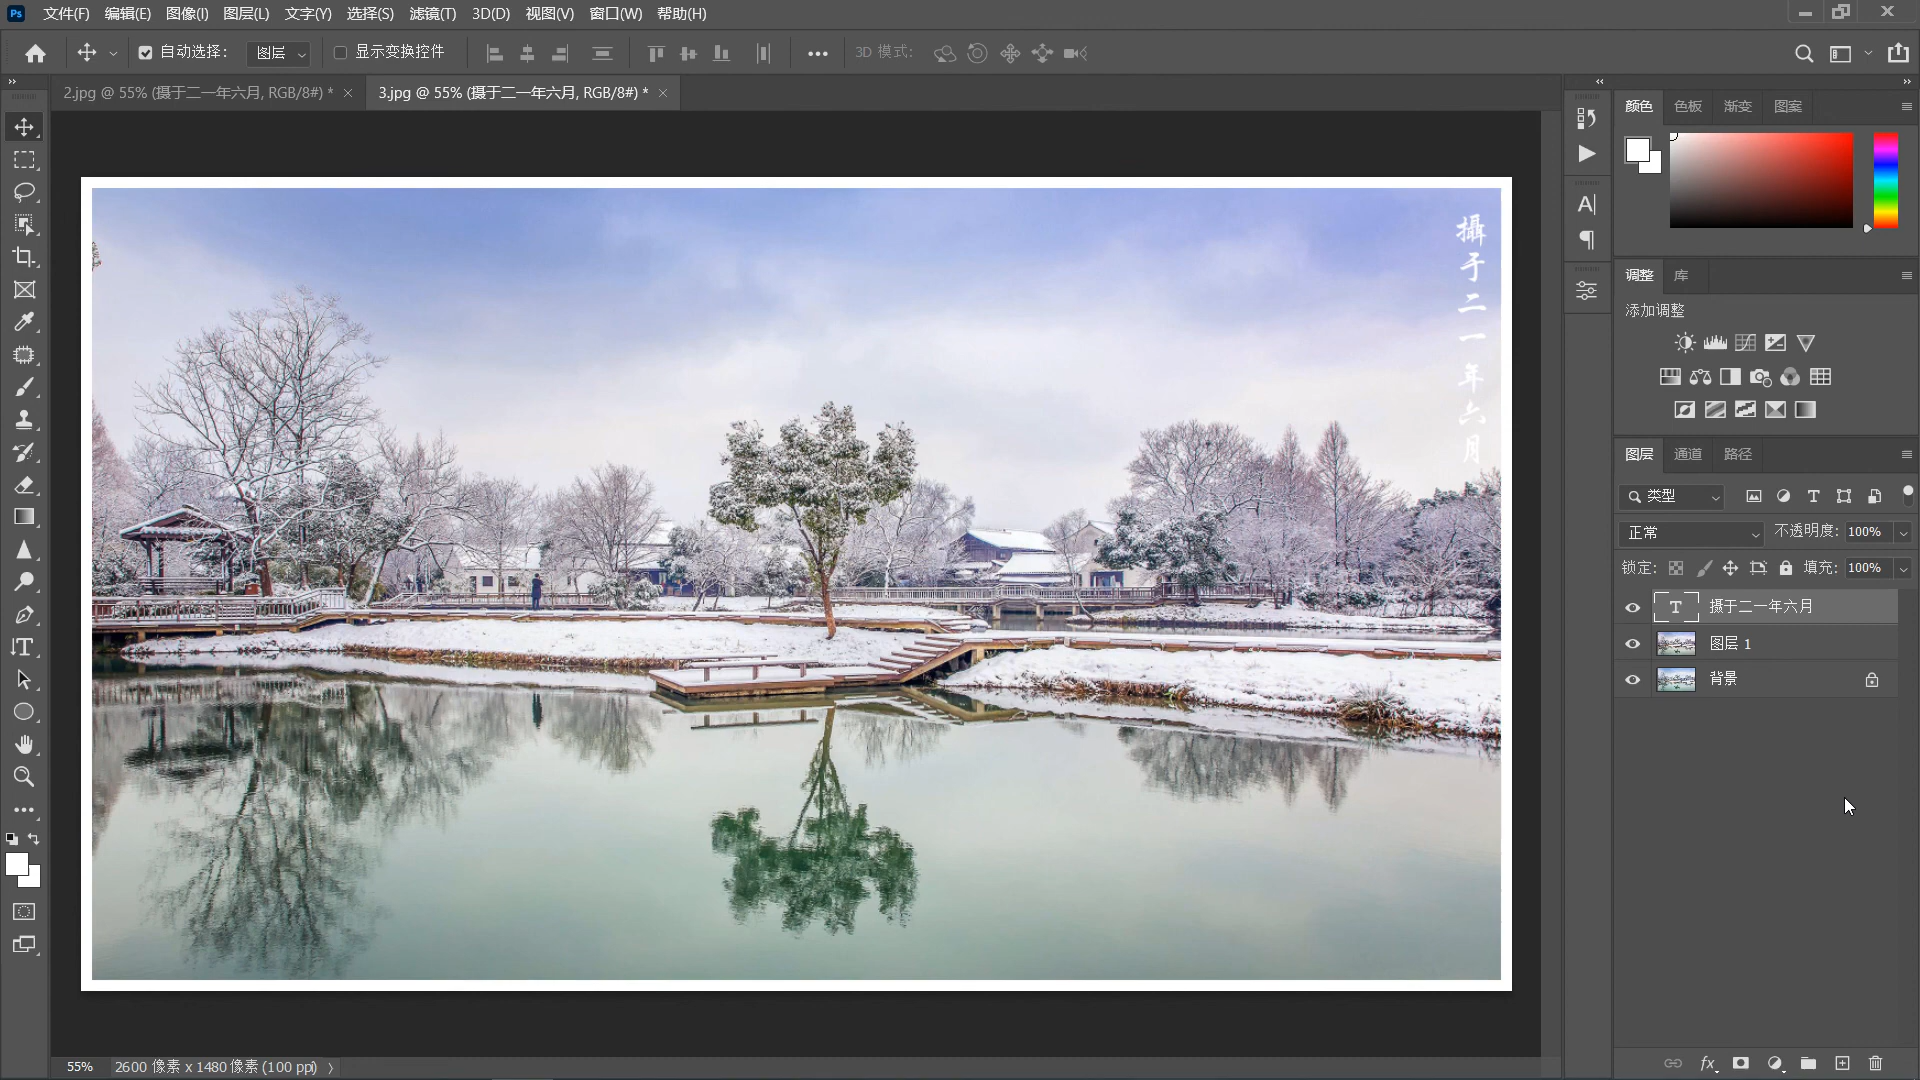 Ps 文件(F) 编辑(E) 图像(I) 图层(L) 文字(Y) 选择(S) 滤镜(T) 3D(D) 视图(V) 窗口(W) 帮助(H)
自动选择： 图层 显示变换控件 3D 模式：
2.jpg @ 55% (摄于二一年六月, RGB/8#) *
3.jpg @ 55% (摄于二一年六月, RGB/8#) *
攝于二一年六月
颜色 色板 渐变 图案
调整 库
添加调整
图层 通道 路径
类型
正常 不透明度: 100%
锁定: 填充: 100%
T 摄于二一年六月
图层 1
背景
fx
55% 2600 像素 x 1480 像素 (100 ppi)